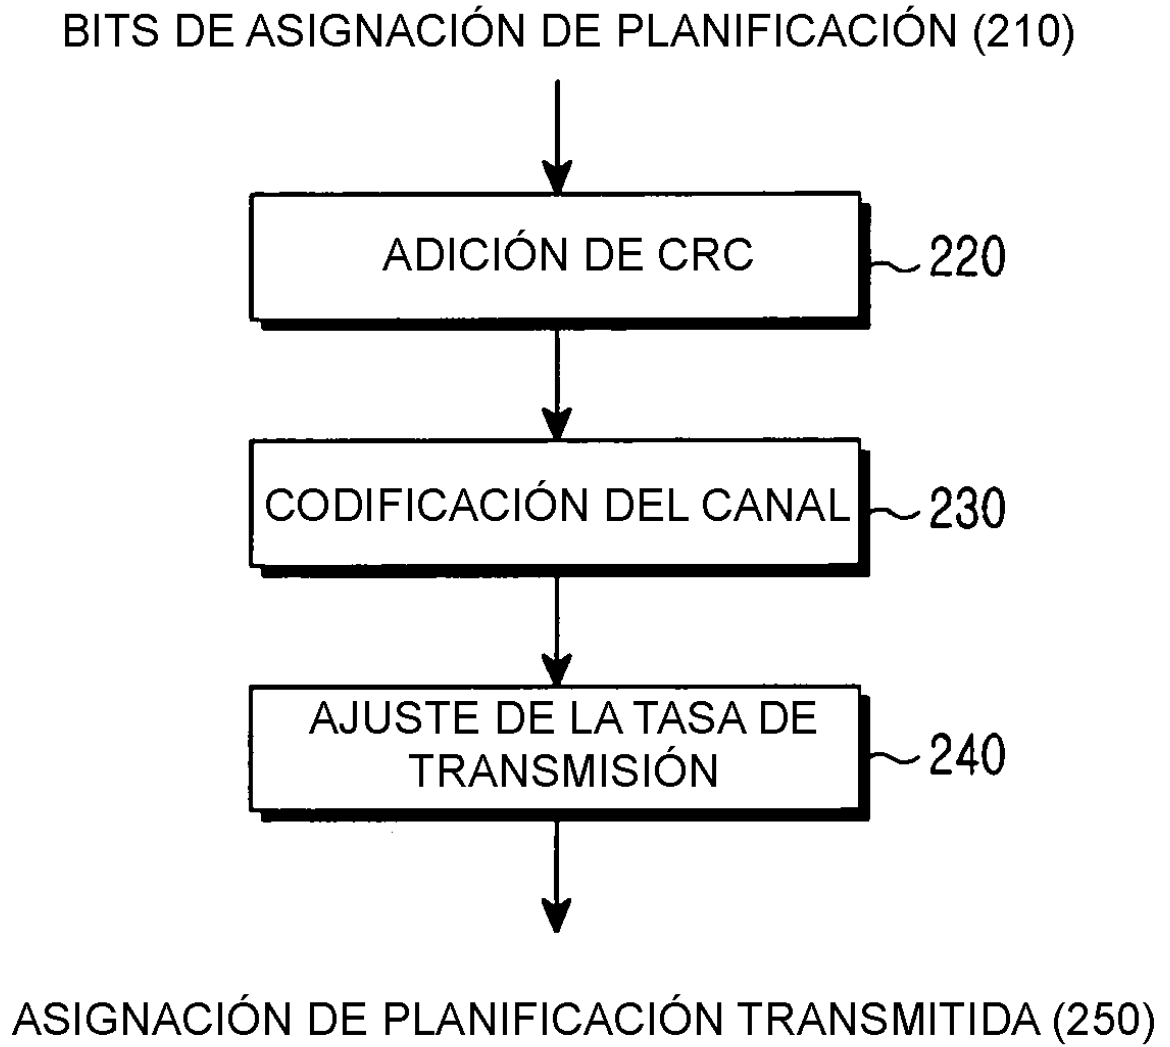 BITS DE ASIGNACIÓN DE PLANIFICACIÓN (210)
ADICIÓN DE CRC
220
CODIFICACIÓN DEL CANAL
230
AJUSTE DE LA TASA DE
TRANSMISIÓN
240
ASIGNACIÓN DE PLANIFICACIÓN TRANSMITIDA (250)